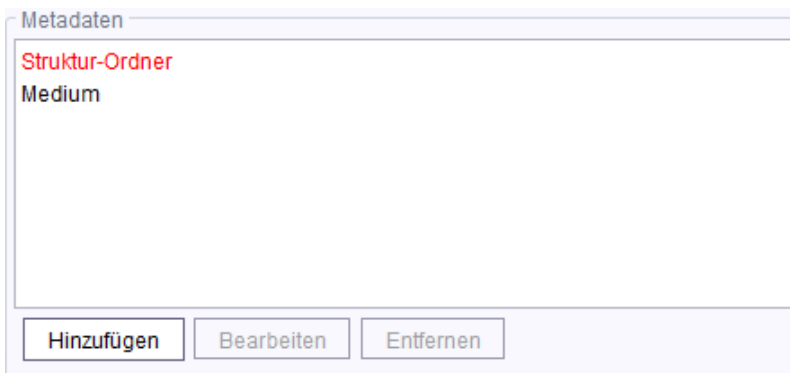 Metadaten
Struktur-Ordner
Medium
Hinzufügen Bearbeiten Entfernen